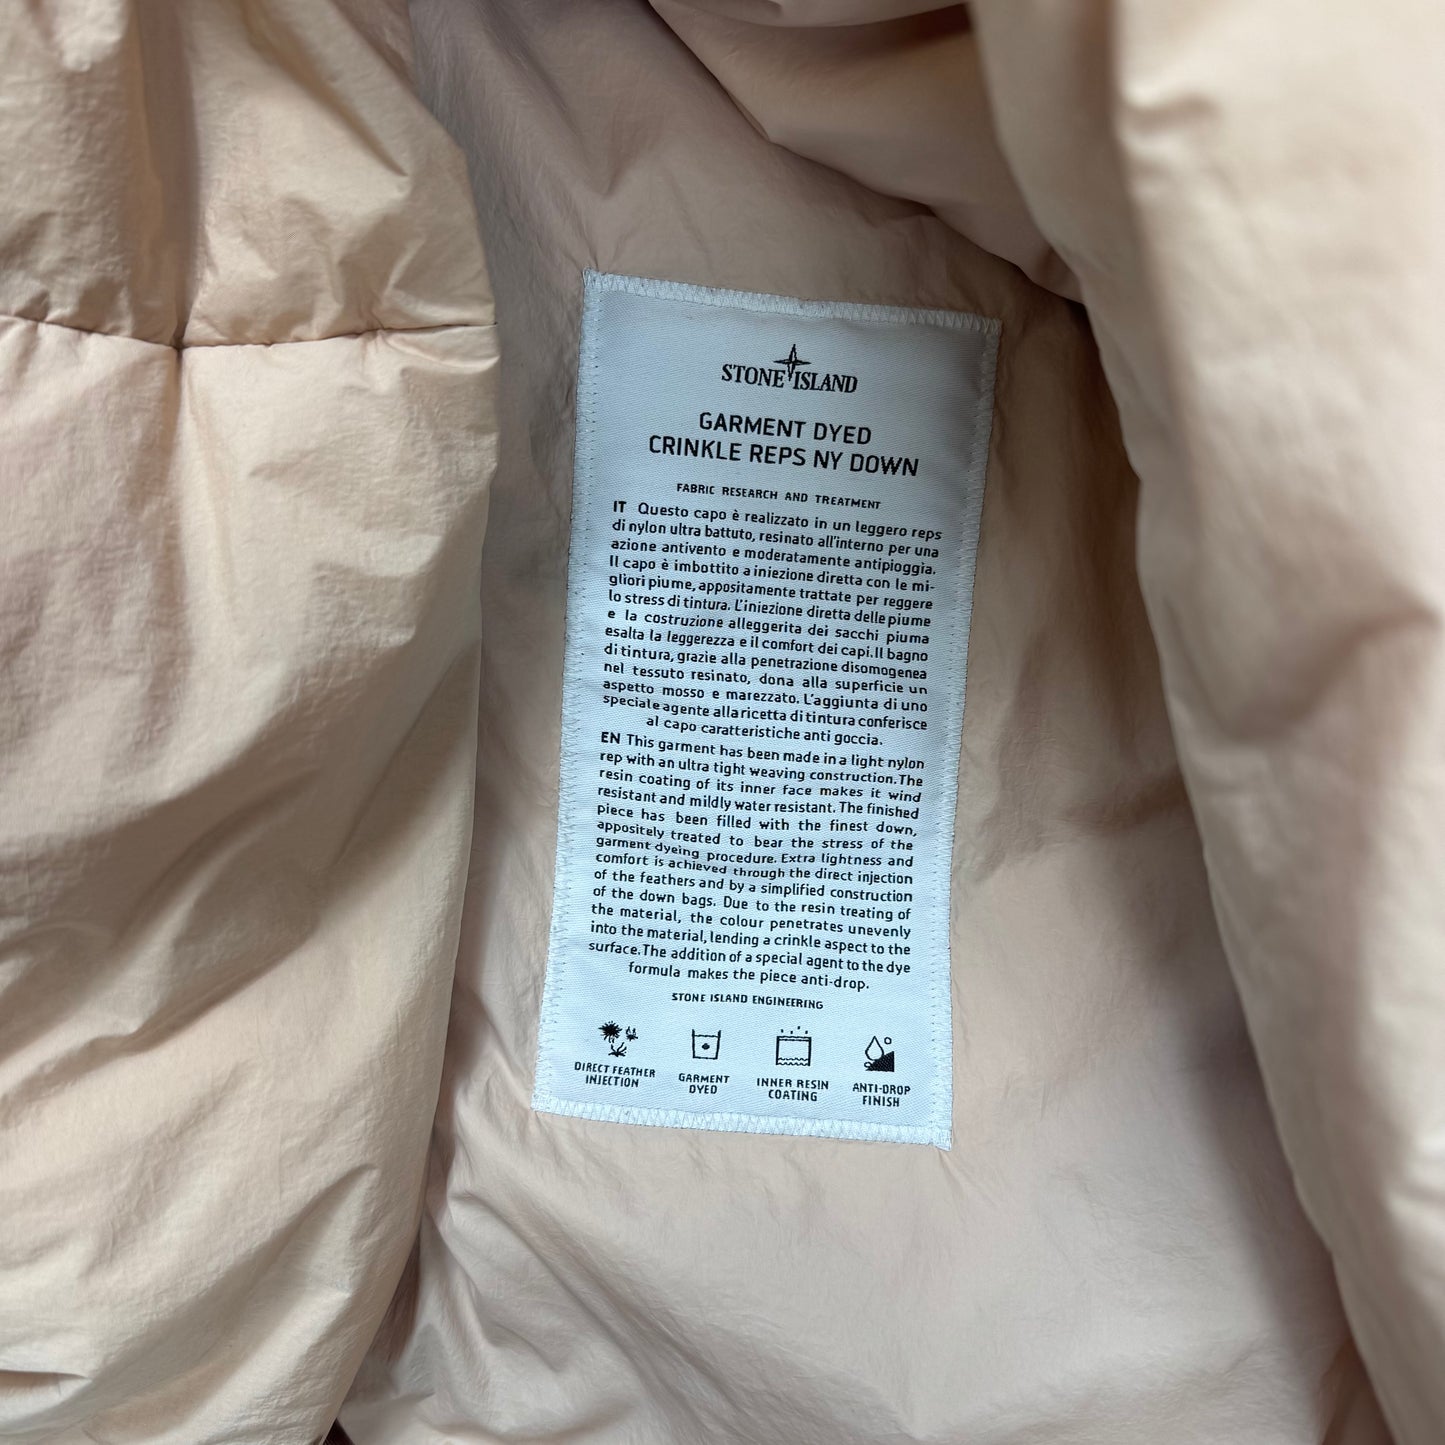 STONE ISLAND
GARMENT DYED
CRINKLE REPS NY DOWN
FABRIC RESEARCH AND TREATMENT
IT Questo capo è realizzato in un leggero reps
di nylon ultra battuto, resinato all'interno per una
azione antivento e moderatamente antipioggia.
Il capo è imbottito a iniezione diretta con le mi-
gliori piume, appositamente trattate per reggere
lo stress di tintura. L'iniezione diretta delle piume
e la costruzione alleggerita dei sacchi piuma
esalta la leggerezza e il comfort dei capi. Il bagno
di tintura, grazie alla penetrazione disomogenea
nel tessuto resinato, dona alla superficie un
aspetto mosso e marezzato. L'aggiunta di uno
speciale agente alla ricetta di tintura conferisce
al capo caratteristiche anti goccia.
EN This garment has been made in a light nylon
rep with an ultra tight weaving construction. The
resin coating of its inner face makes it wind
resistant and mildly water resistant. The finished
piece has been filled with the finest down,
appositely treated to bear the stress of the
garment dyeing procedure. Extra lightness and
comfort is achieved through the direct injection
of the feathers and by a simplified construction
of the down bags. Due to the resin treating of
the material, the colour penetrates unevenly
into the material, lending a crinkle aspect to the
surface. The addition of a special agent to the dye
formula makes the piece anti-drop.
STONE ISLAND ENGINEERING
DIRECT FEATHER
INJECTION
GARMENT
DYED
INNER RESIN
COATING
ANTI-DROP
FINISH